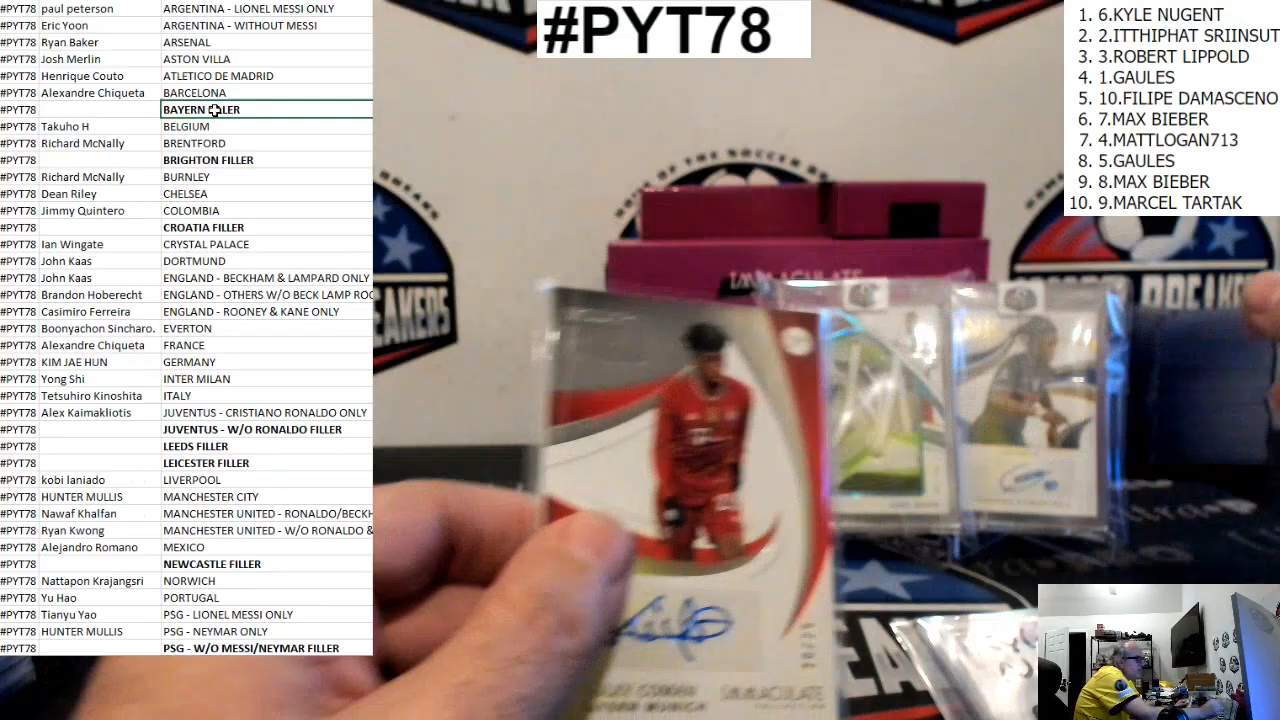 #PYT78 paul peterson ARGENTINA - LIONEL MESSI ONLY
#PYT78 Eric Yoon ARGENTINA - WITHOUT MESSI
#PYT78 Ryan Baker ARSENAL
#PYT78 Josh Merlin ASTON VILLA
#PYT78 Henrique Couto ATLETICO DE MADRID
#PYT78 Alexandre Chiqueta BARCELONA
#PYT78 BAYERN
#PYT78 Takuho H BELGIUM
#PYT78 Richard McNally BRENTFORD
#PYT78 BRIGHTON FILLER
#PYT78 Richard McNally BURNLEY
#PYT78 Dean Riley CHELSEA
#PYT78 Jimmy Quintero COLOMBIA
#PYT78 CROATIA FILLER
#PYT78 Ian Wingate CRYSTAL PALACE
#PYT78 John Kaas DORTMUND
#PYT78 John Kaas ENGLAND - BECKHAM & LAMPARD ONLY
#PYT78 Brandon Hoberecht ENGLAND - OTHERS W/O BECK LAMP ROO
#PYT78 Casimiro Ferreira ENGLAND - ROONEY & KANE ONLY
#PYT78 Boonyachon Sincharo. EVERTON
#PYT78 Alexandre Chiqueta FRANCE
#PYT78 KIM JAE HUN GERMANY
#PYT78 Yong Shi INTER MILAN
#PYT78 Tetsuhiro Kinoshita ITALY
#PYT78 Alex Kaimakliotis JUVENTUS - CRISTIANO RONALDO ONLY
#PYT78 JUVENTUS - W/O RONALDO FILLER
#PYT78 LEEDS FILLER
#PYT78 LEICESTER FILLER
#PYT78 kobi laniado LIVERPOOL
#PYT78 HUNTER MULLIS MANCHESTER CITY
#PYT78 Nawaf Khalfan MANCHESTER UNITED - RONALDO/BECKH
#PYT78 Ryan Kwong MANCHESTER UNITED - W/O RONALDO &
#PYT78 Alejandro Romano MEXICO
#PYT78 NEWCASTLE FILLER
#PYT78 Nattapon Krajangsri NORWICH
#PYT78 Yu Hao PORTUGAL
#PYT78 Tianyu Yao PSG - LIONEL MESSI ONLY
#PYT78 HUNTER MULLIS PSG - NEYMAR ONLY
#PYT78 PSG - W/O MESSI/NEYMAR FILLER
#PYT78
1. 6.KYLE NUGENT
2. 2.ITTHIPHAT SRIINSUT
3. 3.ROBERT LIPPOLD
4. 1.GAULES
5. 10.FILIPE DAMASCENO
6. 7.MAX BIEBER
7. 4.MATTLOGAN713
8. 5.GAULES
9. 8.MAX BIEBER
10. 9.MARCEL TARTAK
IMMACULATE
BREAKERS
IMMACULATE